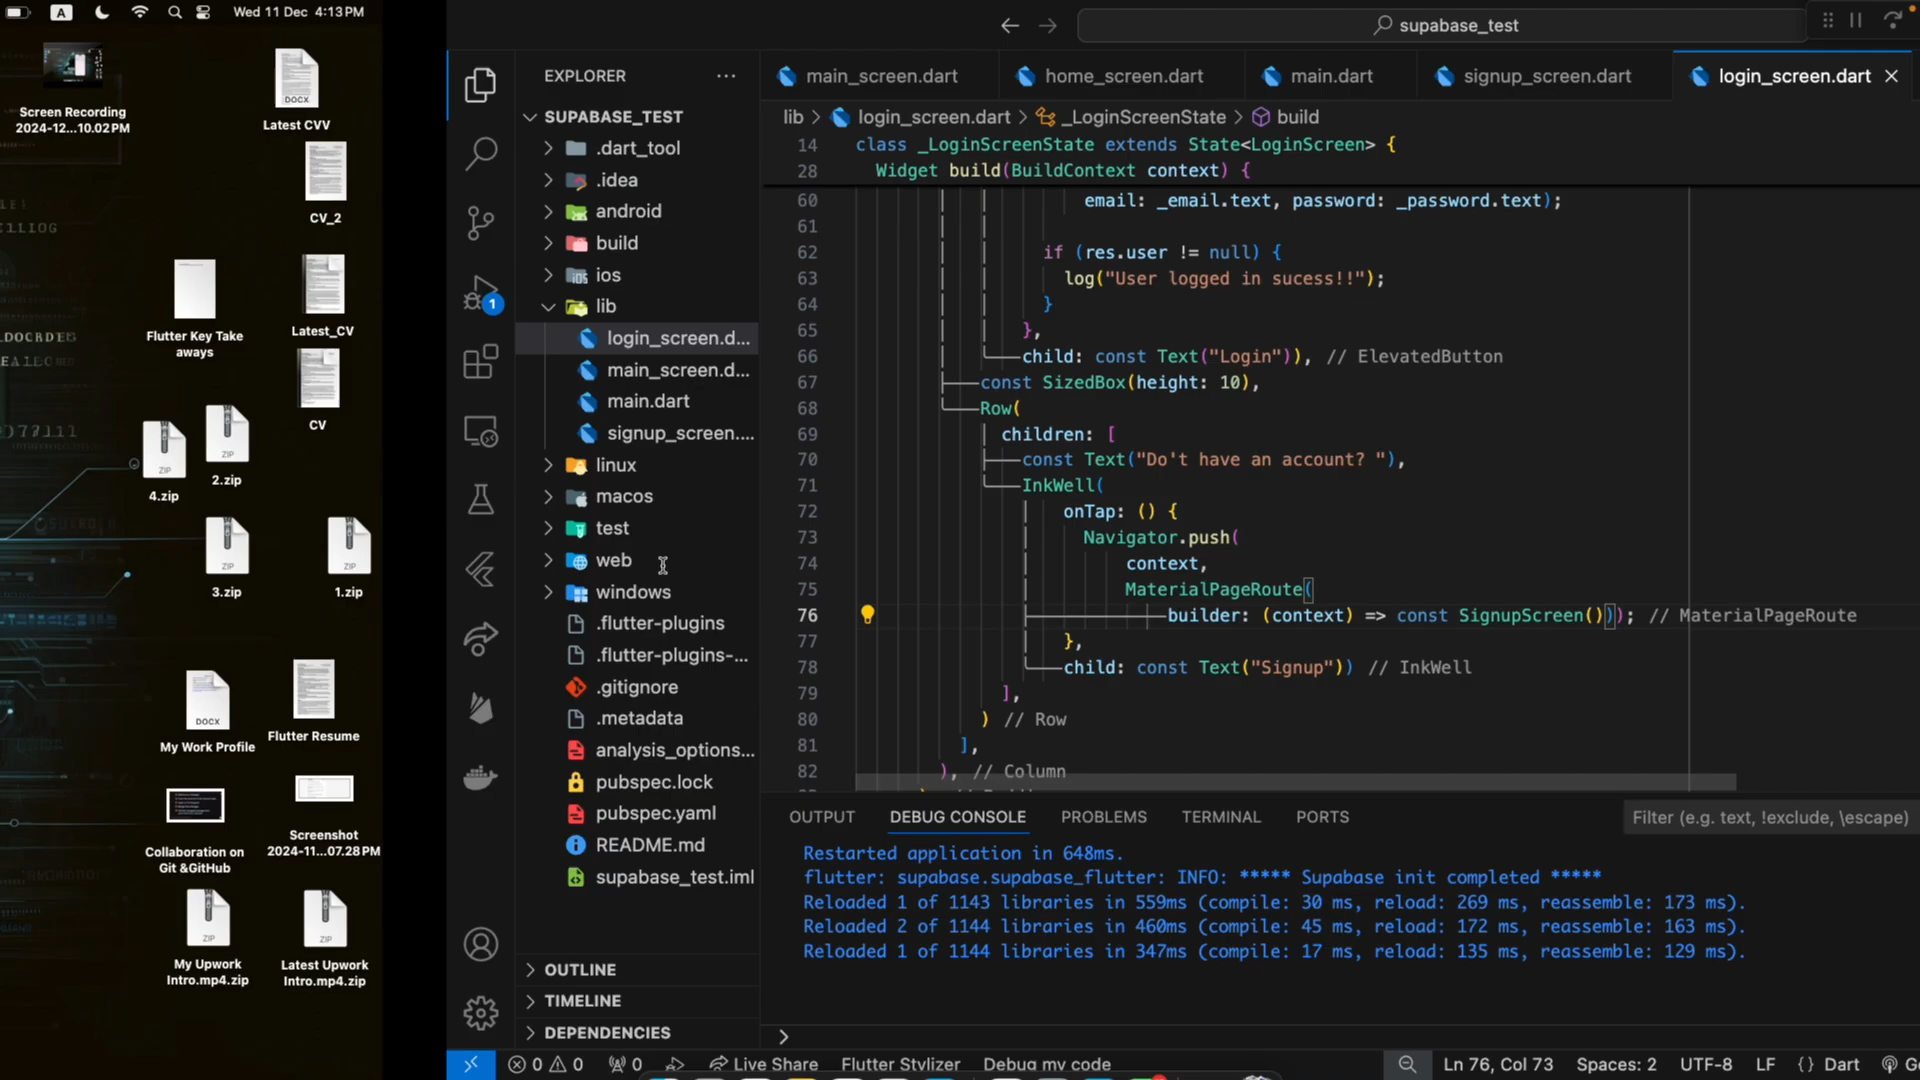 A
Wed 11 Dec 4:13 PM
Screen Recording
2024-12...10.02 PM
DOCX
Latest CVV
CV_2
Flutter Key Take
aways
Latest_CV
CV
ZIP
4.zip
2.zip
3.zip
1.zip
DOCX
My Work Profile
Flutter Resume
Collaboration on
Git &GitHub
Screenshot
2024-11...07.28 PM
ZIP
My Upwork
Intro.mp4.zip
ZIP
Latest Upwork
Intro.mp4.zip
supabase_test
EXPLORER
SUPABASE_TEST
.dart_tool
.idea
android
build
ios
lib
login_screen.d...
main_screen.d...
main.dart
signup_screen....
linux
macos
test
web
windows
.flutter-plugins
.flutter-plugins-...
.gitignore
.metadata
analysis_options...
pubspec.lock
pubspec.yaml
README.md
supabase_test.iml
OUTLINE
TIMELINE
DEPENDENCIES
1
main_screen.dart
home_screen.dart
main.dart
signup_screen.dart
login_screen.dart
lib > login_screen.dart > _LoginScreenState > build
14 class _LoginScreenState extends State<LoginScreen> {
28 Widget build(BuildContext context) {
60 email: _email.text, password: _password.text);
61
62 if (res.user != null) {
63 log("User logged in sucess!!");
64 }
65 },
66 child: const Text("Login")), // ElevatedButton
67 const SizedBox(height: 10),
68 Row(
69 children: [
70 const Text("Do't have an account? "),
71 InkWell(
72 onTap: () {
73 Navigator.push(
74 context,
75 MaterialPageRoute(
76 builder: (context) => const SignupScreen())); // MaterialPageRoute
77 },
78 child: const Text("Signup")) // InkWell
79 ],
80 ) // Row
81 ],
82 ), // Column
OUTPUT
DEBUG CONSOLE
PROBLEMS
TERMINAL
PORTS
Filter (e.g. text, !exclude, \escape)
Restarted application in 648ms.
flutter: supabase.supabase_flutter: INFO: ***** Supabase init completed *****
Reloaded 1 of 1143 libraries in 559ms (compile: 30 ms, reload: 269 ms, reassemble: 173 ms).
Reloaded 2 of 1144 libraries in 460ms (compile: 45 ms, reload: 172 ms, reassemble: 163 ms).
Reloaded 1 of 1144 libraries in 347ms (compile: 17 ms, reload: 135 ms, reassemble: 129 ms).
0 0 0 Live Share Flutter Stylizer Debug my code
Ln 76, Col 73 Spaces: 2 UTF-8 LF {} Dart